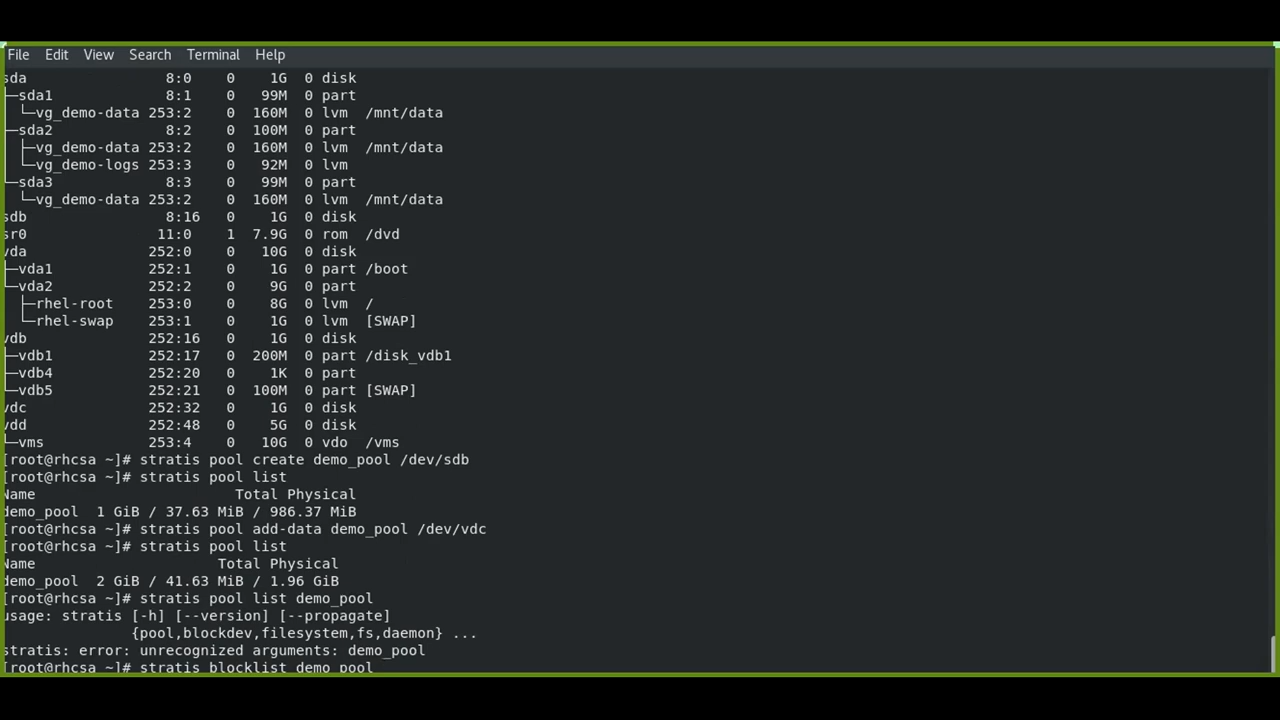 File Edit View Search Terminal Help
sda 8:0 0 1G 0 disk
├─sda1 8:1 0 99M 0 part
│ └─vg_demo-data 253:2 0 160M 0 lvm /mnt/data
├─sda2 8:2 0 100M 0 part
│ ├─vg_demo-data 253:2 0 160M 0 lvm /mnt/data
│ └─vg_demo-logs 253:3 0 92M 0 lvm
└─sda3 8:3 0 99M 0 part
  └─vg_demo-data 253:2 0 160M 0 lvm /mnt/data
sdb 8:16 0 1G 0 disk
sr0 11:0 1 7.9G 0 rom /dvd
vda 252:0 0 10G 0 disk
├─vda1 252:1 0 1G 0 part /boot
└─vda2 252:2 0 9G 0 part
  ├─rhel-root 253:0 0 8G 0 lvm /
  └─rhel-swap 253:1 0 1G 0 lvm [SWAP]
vdb 252:16 0 1G 0 disk
├─vdb1 252:17 0 200M 0 part /disk_vdb1
├─vdb4 252:20 0 1K 0 part
└─vdb5 252:21 0 100M 0 part [SWAP]
vdc 252:32 0 1G 0 disk
vdd 252:48 0 5G 0 disk
└─vms 253:4 0 10G 0 vdo /vms
[root@rhcsa ~]# stratis pool create demo_pool /dev/sdb
[root@rhcsa ~]# stratis pool list
Name Total Physical
demo_pool 1 GiB / 37.63 MiB / 986.37 MiB
[root@rhcsa ~]# stratis pool add-data demo_pool /dev/vdc
[root@rhcsa ~]# stratis pool list
Name Total Physical
demo_pool 2 GiB / 41.63 MiB / 1.96 GiB
[root@rhcsa ~]# stratis pool list demo_pool
usage: stratis [-h] [--version] [--propagate]
{pool,blockdev,filesystem,fs,daemon} ...
stratis: error: unrecognized arguments: demo_pool
[root@rhcsa ~]# stratis blocklist demo_pool